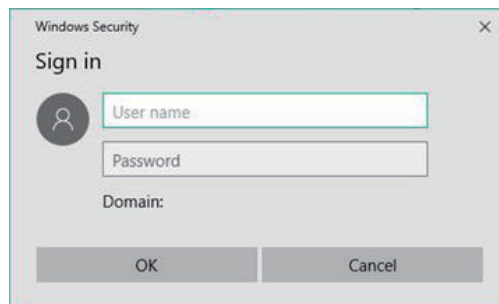 Windows Security
Sign in
User name
Password
Domain:
OK Cancel